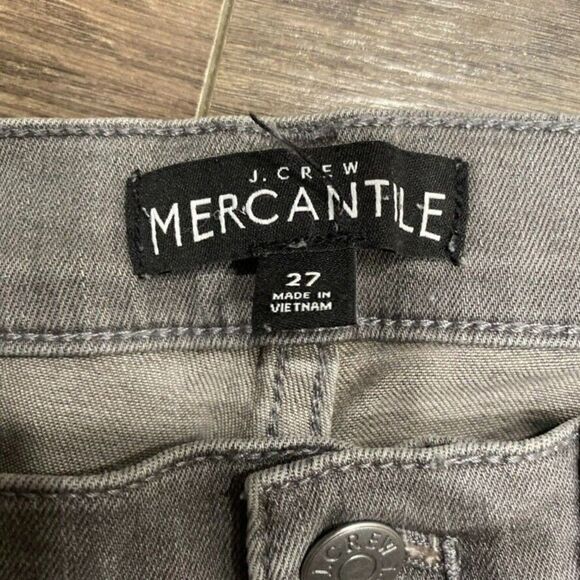 J. CREW
MERCANTILE
27
MADE IN
VIETNAM
J.CREW